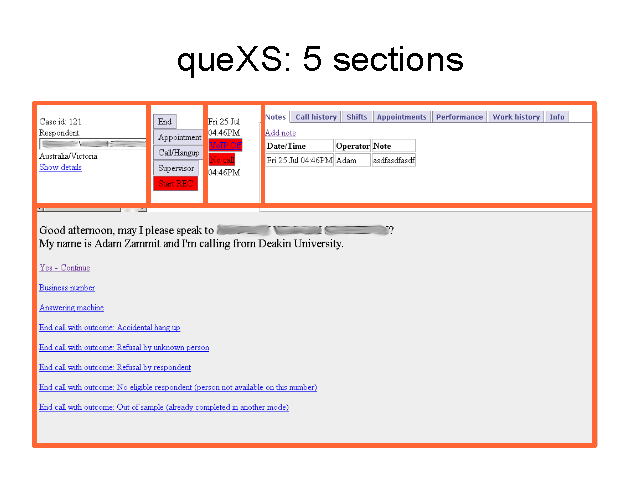 queXS: 5 sections
Case id: 121
Respondent
Australia/Victoria
Show details
End
Appointment
Call/Hangup
Supervisor
Start REC
Fri 25 Jul
04:46PM
No call
04:46PM
Notes Call history Shifts Appointments Performance Work history Info
Add note
Date/Time Operator Note
Fri 25 Jul 04:46PM Adam asdfasdfasdf
Good afternoon, may I please speak to ?
My name is Adam Zammit and I'm calling from Deakin University.
Yes - Continue
Business number
Answering machine
End call with outcome: Accidental hang up
End call with outcome: Refusal by unknown person
End call with outcome: Refusal by respondent
End call with outcome: No eligible respondent (person not available on this number)
End call with outcome: Out of sample (already completed in another mode)